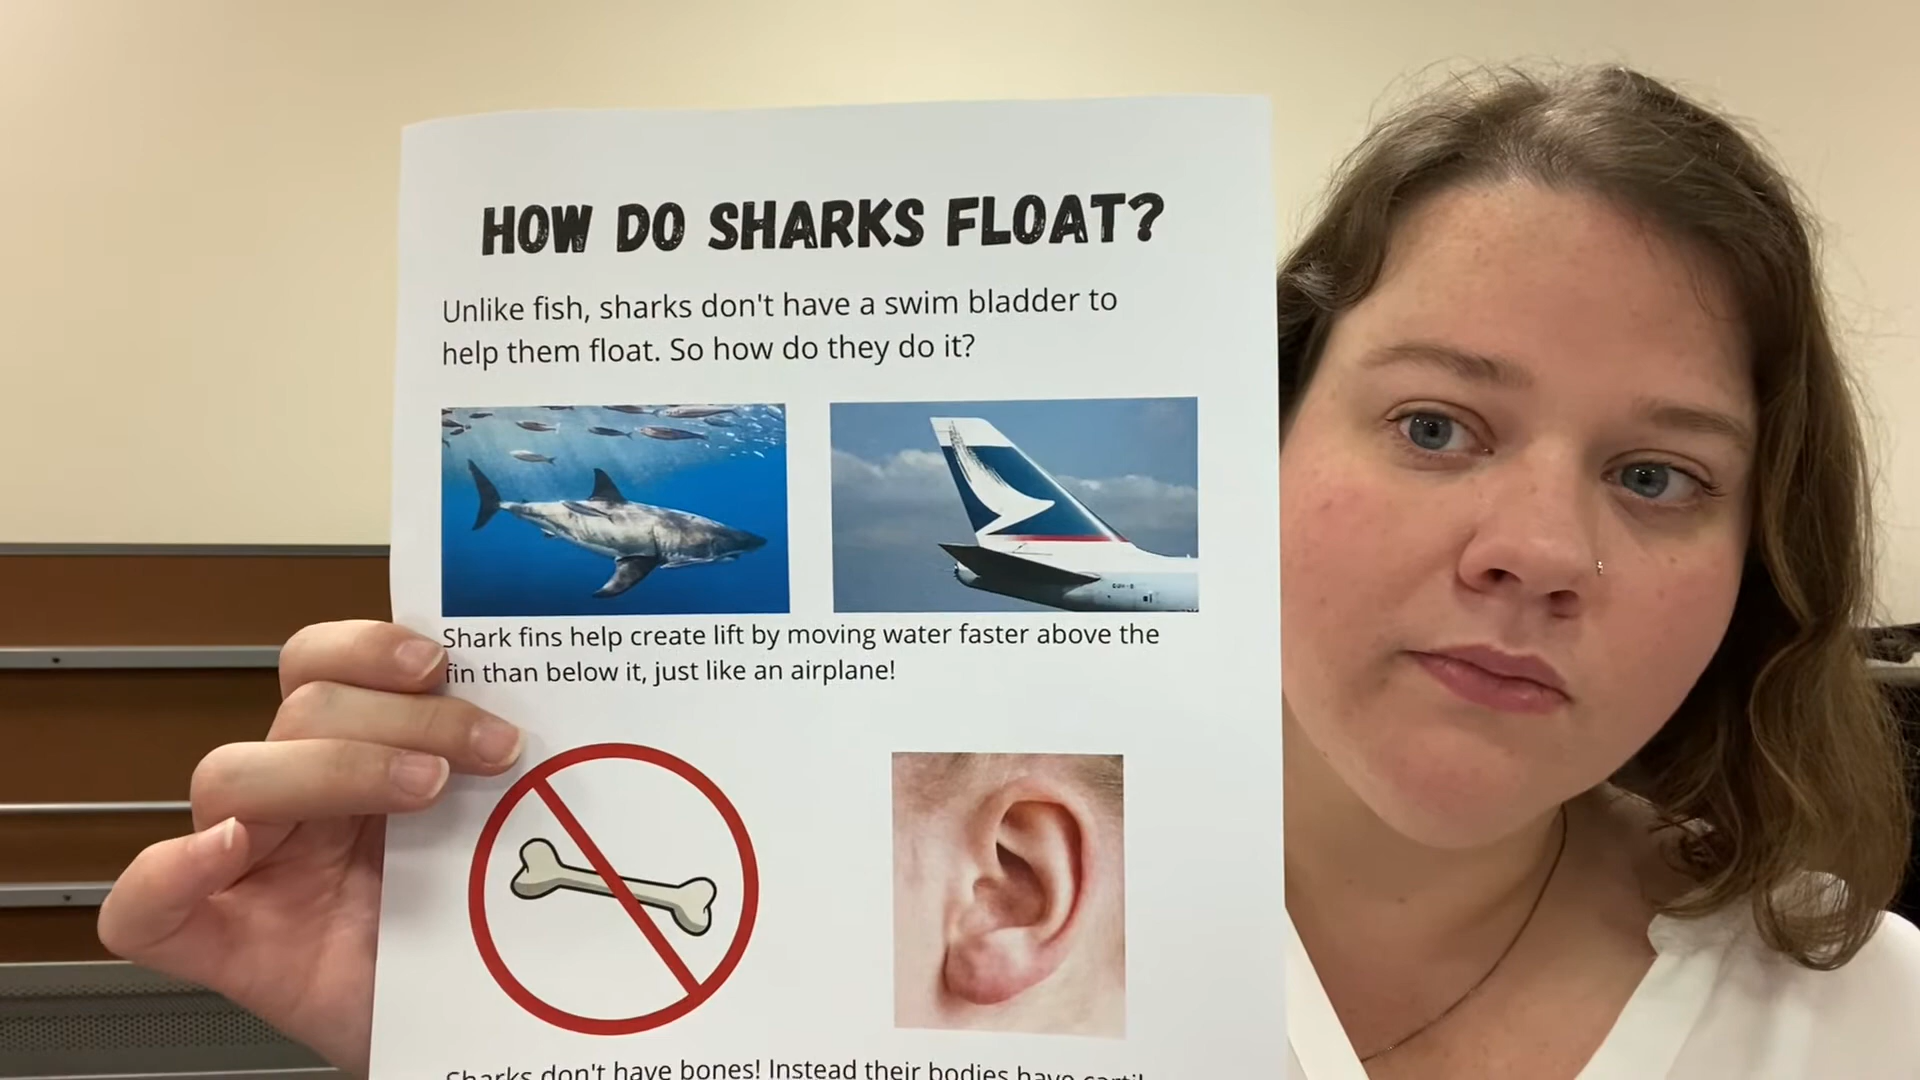 HOW DO SHARKS FLOAT?
Unlike fish, sharks don't have a swim bladder to
help them float. So how do they do it?
Shark fins help create lift by moving water faster above the
fin than below it, just like an airplane!
Sharks don't have bones! Instead their bodies have